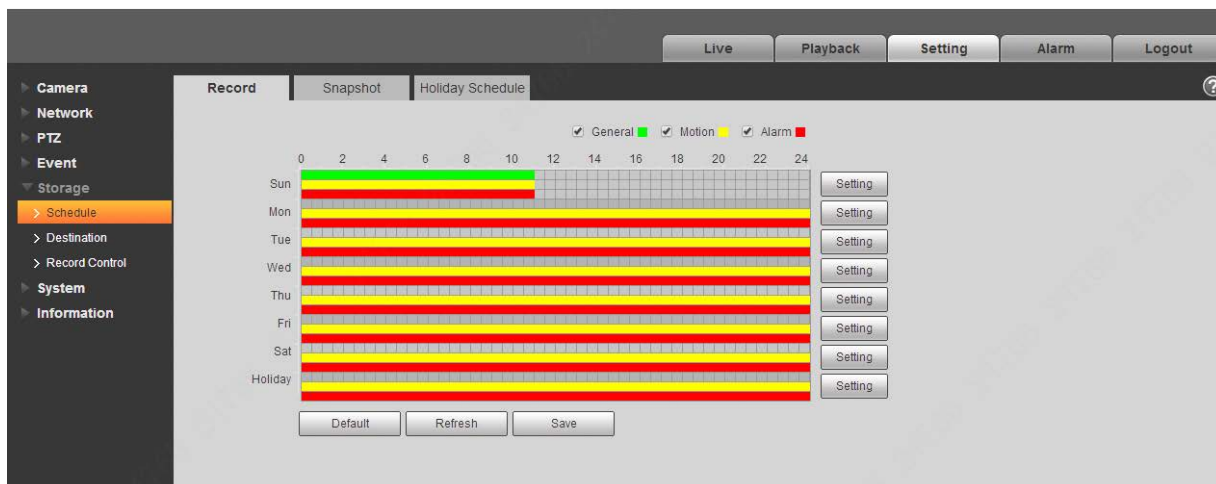 Live Playback Setting Alarm Logout
Camera
Network
PTZ
Event
Storage
Schedule
Destination
Record Control
System
Information
Record Snapshot Holiday Schedule ?
General Motion Alarm
0 2 4 6 8 10 12 14 16 18 20 22 24
Sun Setting
Mon Setting
Tue Setting
Wed Setting
Thu Setting
Fri Setting
Sat Setting
Holiday Setting
Default Refresh Save